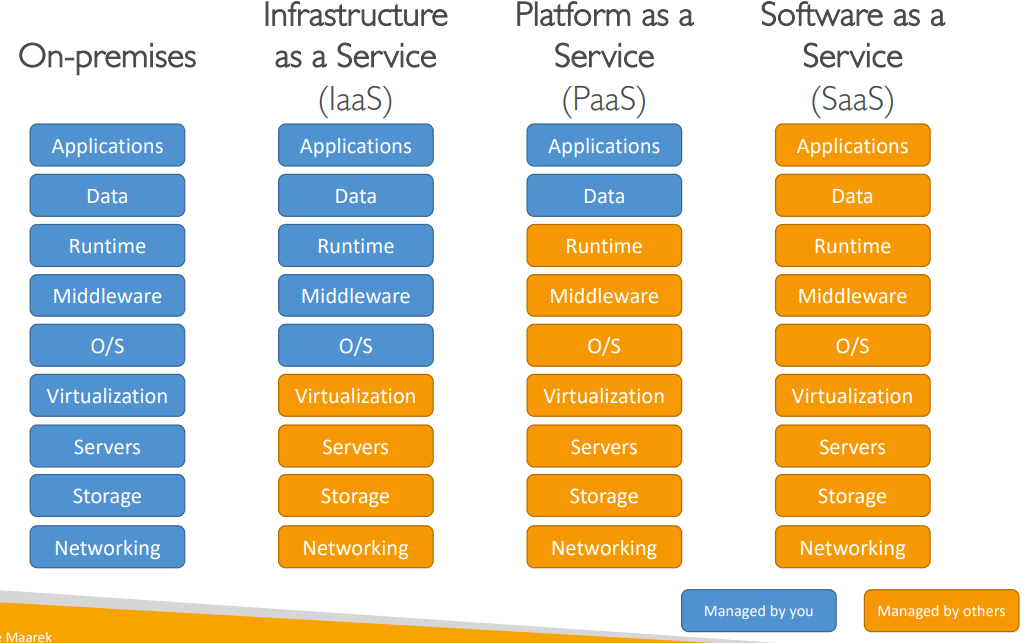 On-premises
Infrastructure
as a Service
(IaaS)
Platform as a
Service
(PaaS)
Software as a
Service
(SaaS)
Applications
Data
Runtime
Middleware
O/S
Virtualization
Servers
Storage
Networking
Applications
Data
Runtime
Middleware
O/S
Virtualization
Servers
Storage
Networking
Applications
Data
Runtime
Middleware
O/S
Virtualization
Servers
Storage
Networking
Applications
Data
Runtime
Middleware
O/S
Virtualization
Servers
Storage
Networking
Managed by you
Managed by others
e Maarek